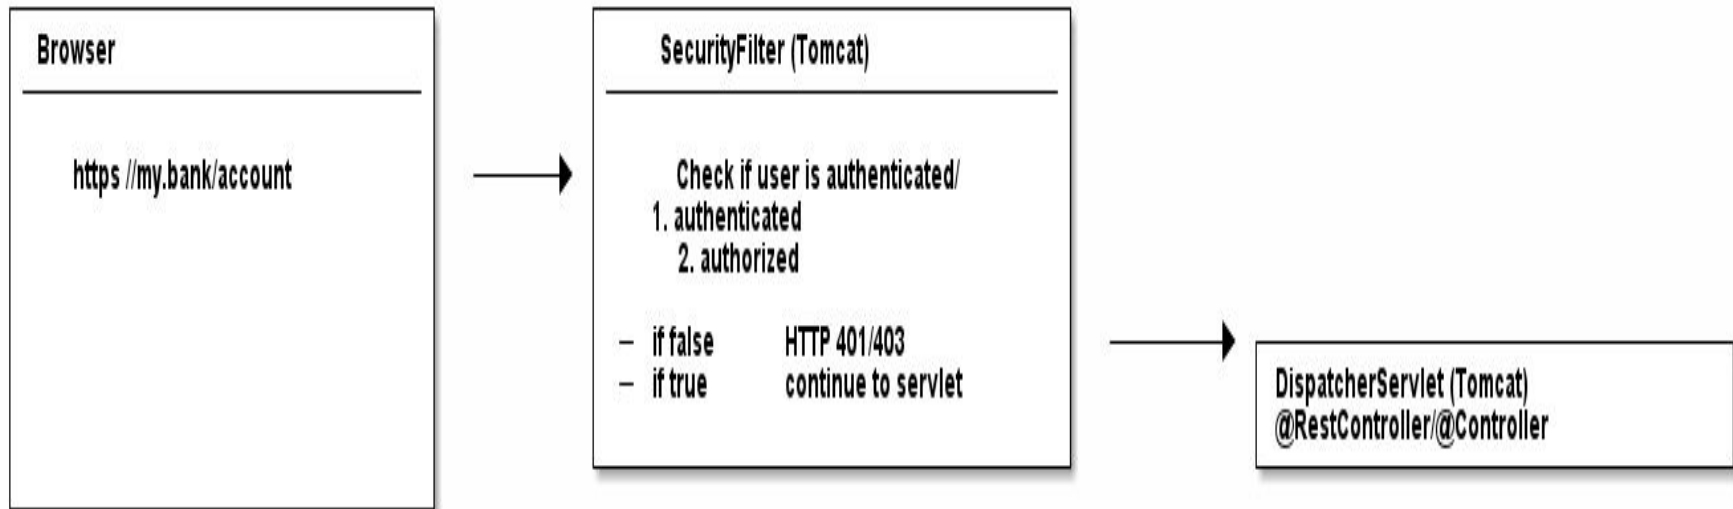 Browser
https //my.bank/account
SecurityFilter (Tomcat)
Check if user is authenticated/
1. authenticated
2. authorized
– if false HTTP 401/403
– if true continue to servlet
DispatcherServlet (Tomcat)
@RestController/@Controller